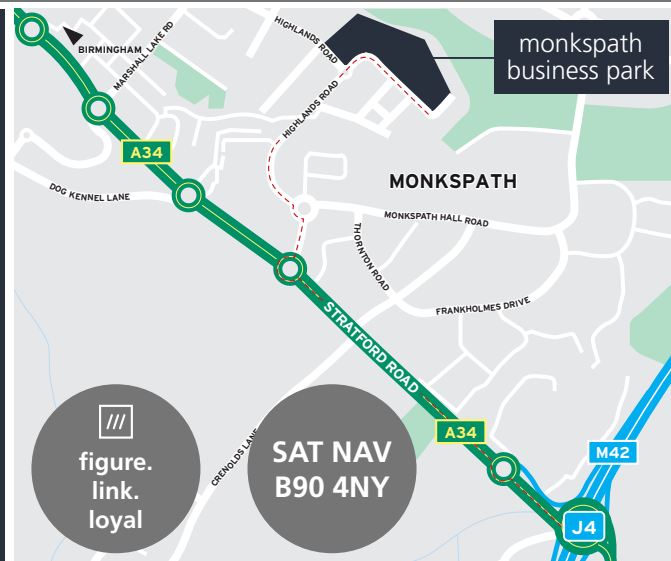 HIGHLANDS ROAD
monkspath
business park
BIRMINGHAM
MARSHALL LAKE RD
HIGHLANDS ROAD
A34
MONKSPATH
DOG KENNEL LANE
MONKSPATH HALL ROAD
THORNTON ROAD
FRANKHOLMES DRIVE
STRATFORD ROAD
A34
M42
CRENOLDS LANE
J4
///
figure.
link.
loyal
SAT NAV
B90 4NY